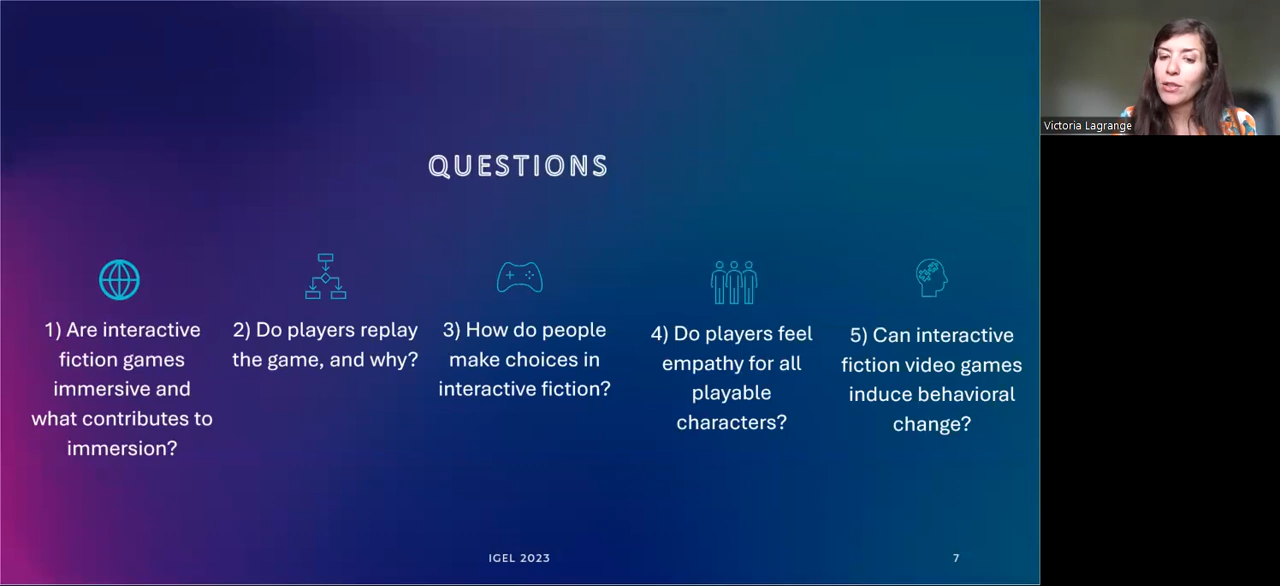 QUESTIONS
1) Are interactive
fiction games
immersive and
what contributes to
immersion?
2) Do players replay
the game, and why?
3) How do people
make choices in
interactive fiction?
4) Do players feel
empathy for all
playable
characters?
5) Can interactive
fiction video games
induce behavioral
change?
IGEL 2023
7
Victoria Lagrange